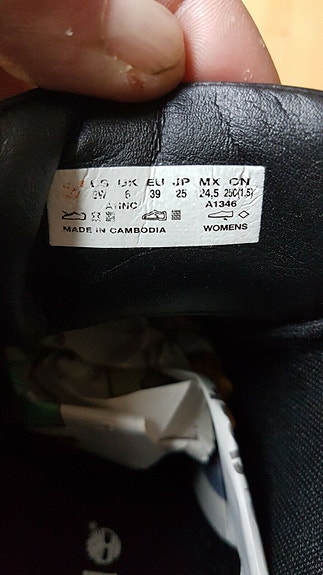 US UK EU JP MX CN
8W 6 39 25 24,5 250(1.5)
A1346
MADE IN CAMBODIA WOMENS